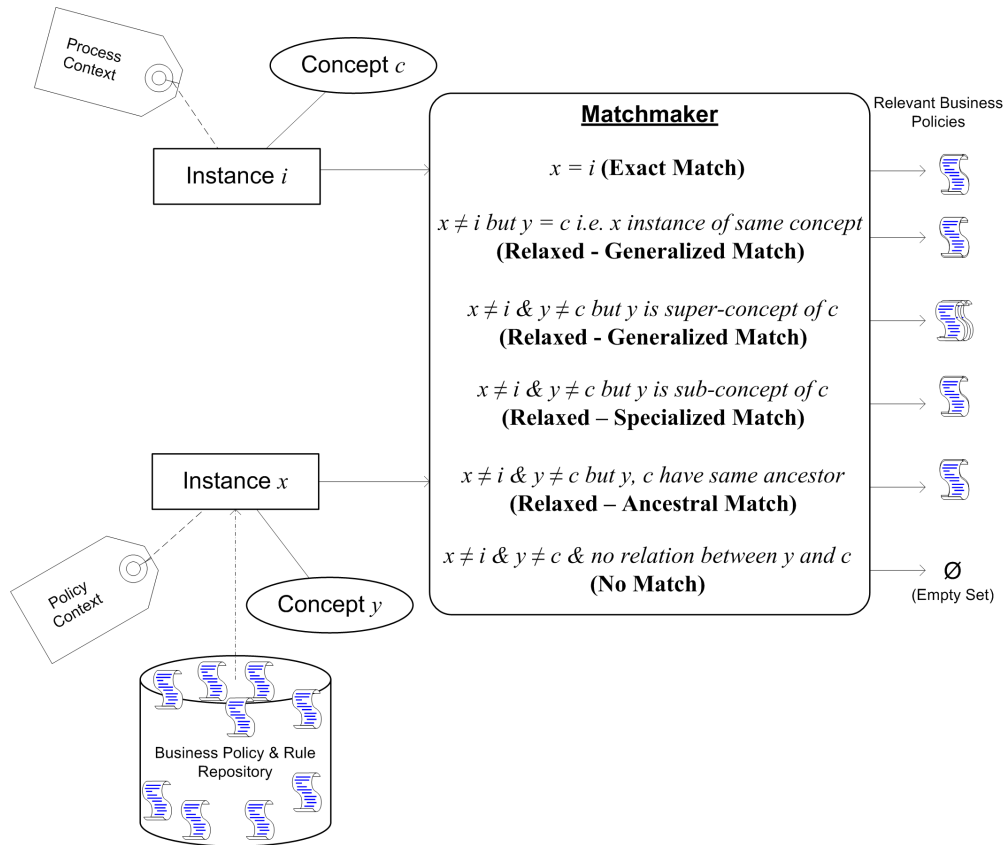 Process
Context
Concept c
Instance i
Matchmaker
x = i (Exact Match)
x ≠ i but y = c i.e. x instance of same concept
(Relaxed - Generalized Match)
x ≠ i & y ≠ c but y is super-concept of c
(Relaxed - Generalized Match)
x ≠ i & y ≠ c but y is sub-concept of c
(Relaxed – Specialized Match)
x ≠ i & y ≠ c but y, c have same ancestor
(Relaxed – Ancestral Match)
x ≠ i & y ≠ c & no relation between y and c
(No Match)
Relevant Business
Policies
Ø
(Empty Set)
Instance x
Policy
Context
Concept y
Business Policy & Rule
Repository